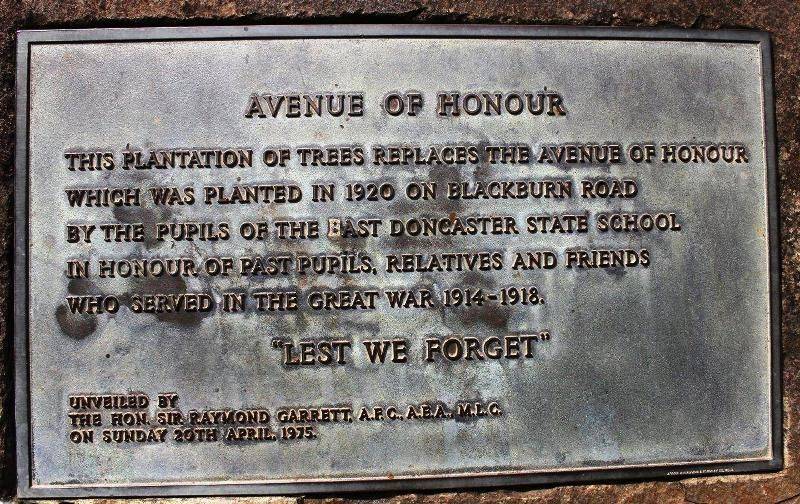 AVENUE OF HONOUR
THIS PLANTATION OF TREES REPLACES THE AVENUE OF HONOUR
WHICH WAS PLANTED IN 1920 ON BLACKBURN ROAD
BY THE PUPILS OF THE EAST DONCASTER STATE SCHOOL
IN HONOUR OF PAST PUPILS, RELATIVES AND FRIENDS
WHO SERVED IN THE GREAT WAR 1914-1918.
"LEST WE FORGET"
UNVEILED BY
THE HON. SIR RAYMOND GARRETT, A.F.C., A.E.A., M.L.C.
ON SUNDAY 20TH APRIL, 1975.